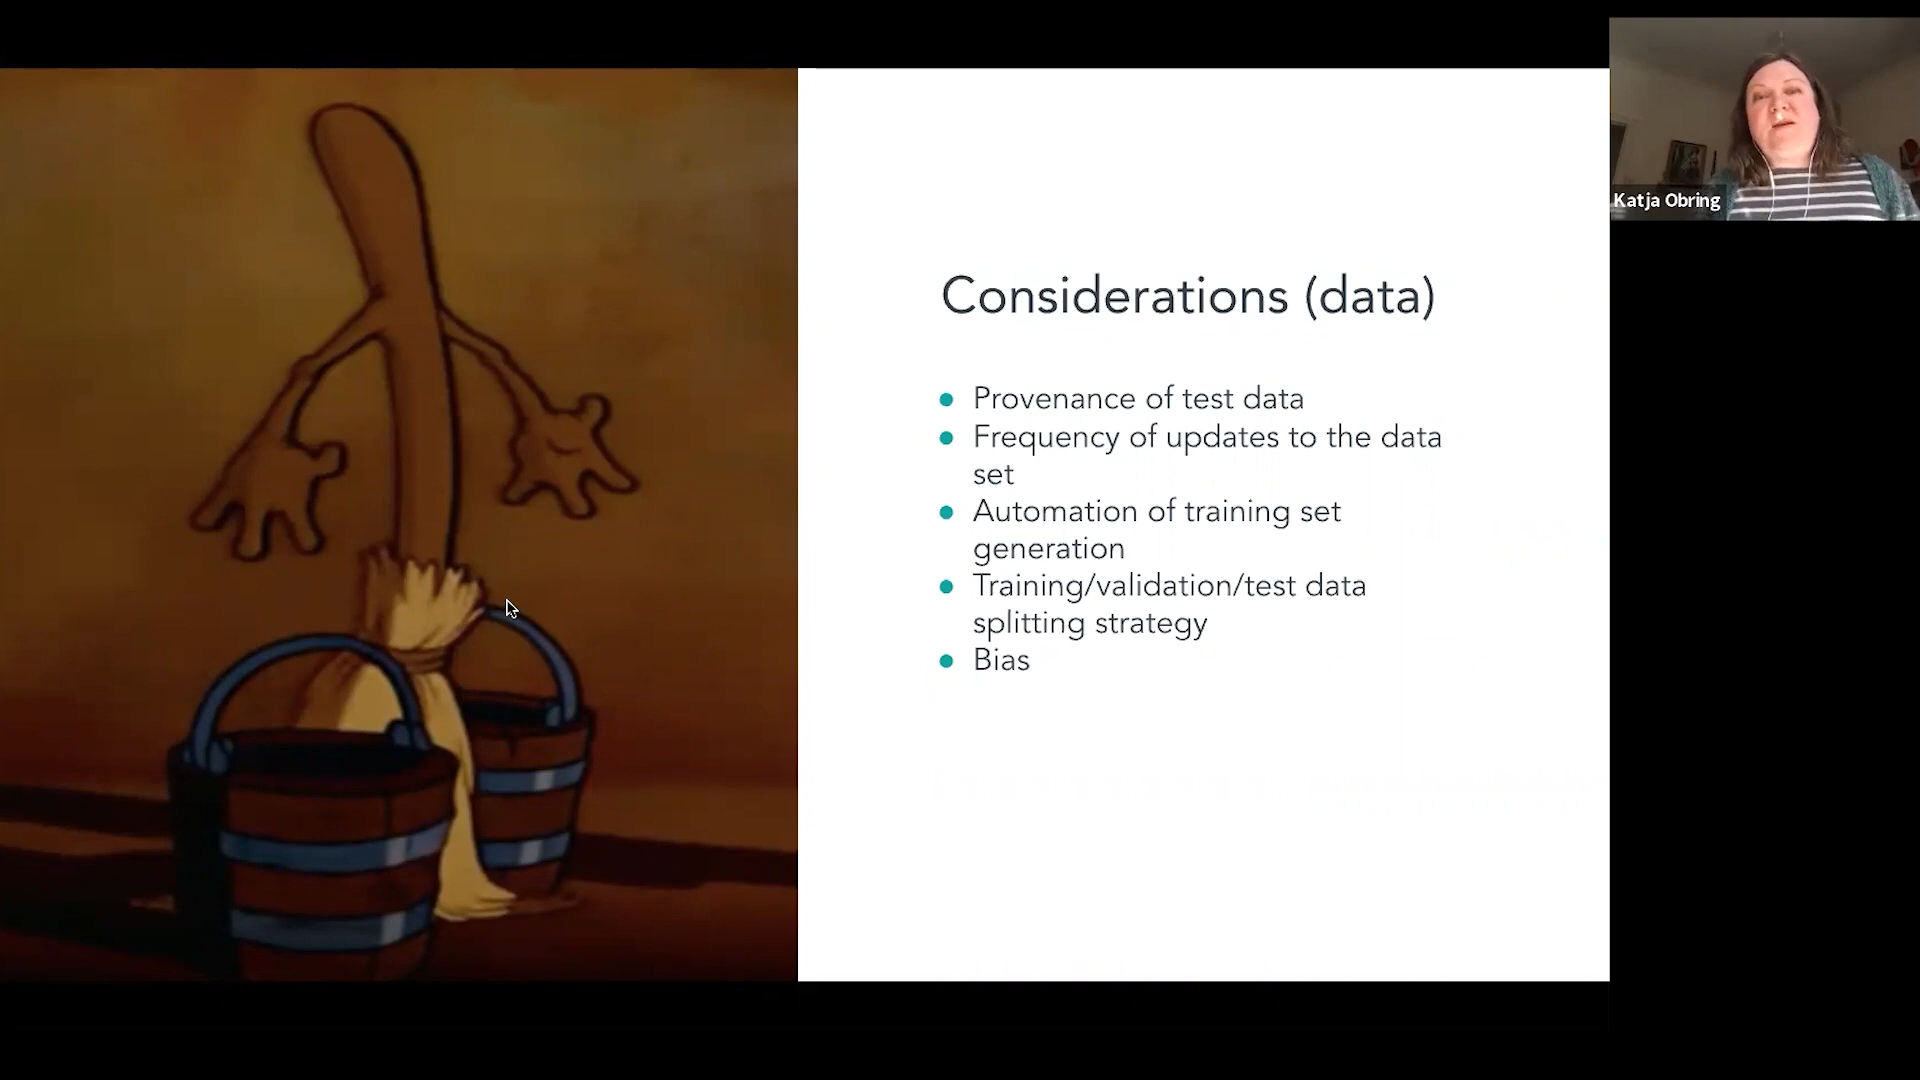 Considerations (data)
● Provenance of test data
● Frequency of updates to the data
set
● Automation of training set
generation
● Training/validation/test data
splitting strategy
● Bias
Katja Obring